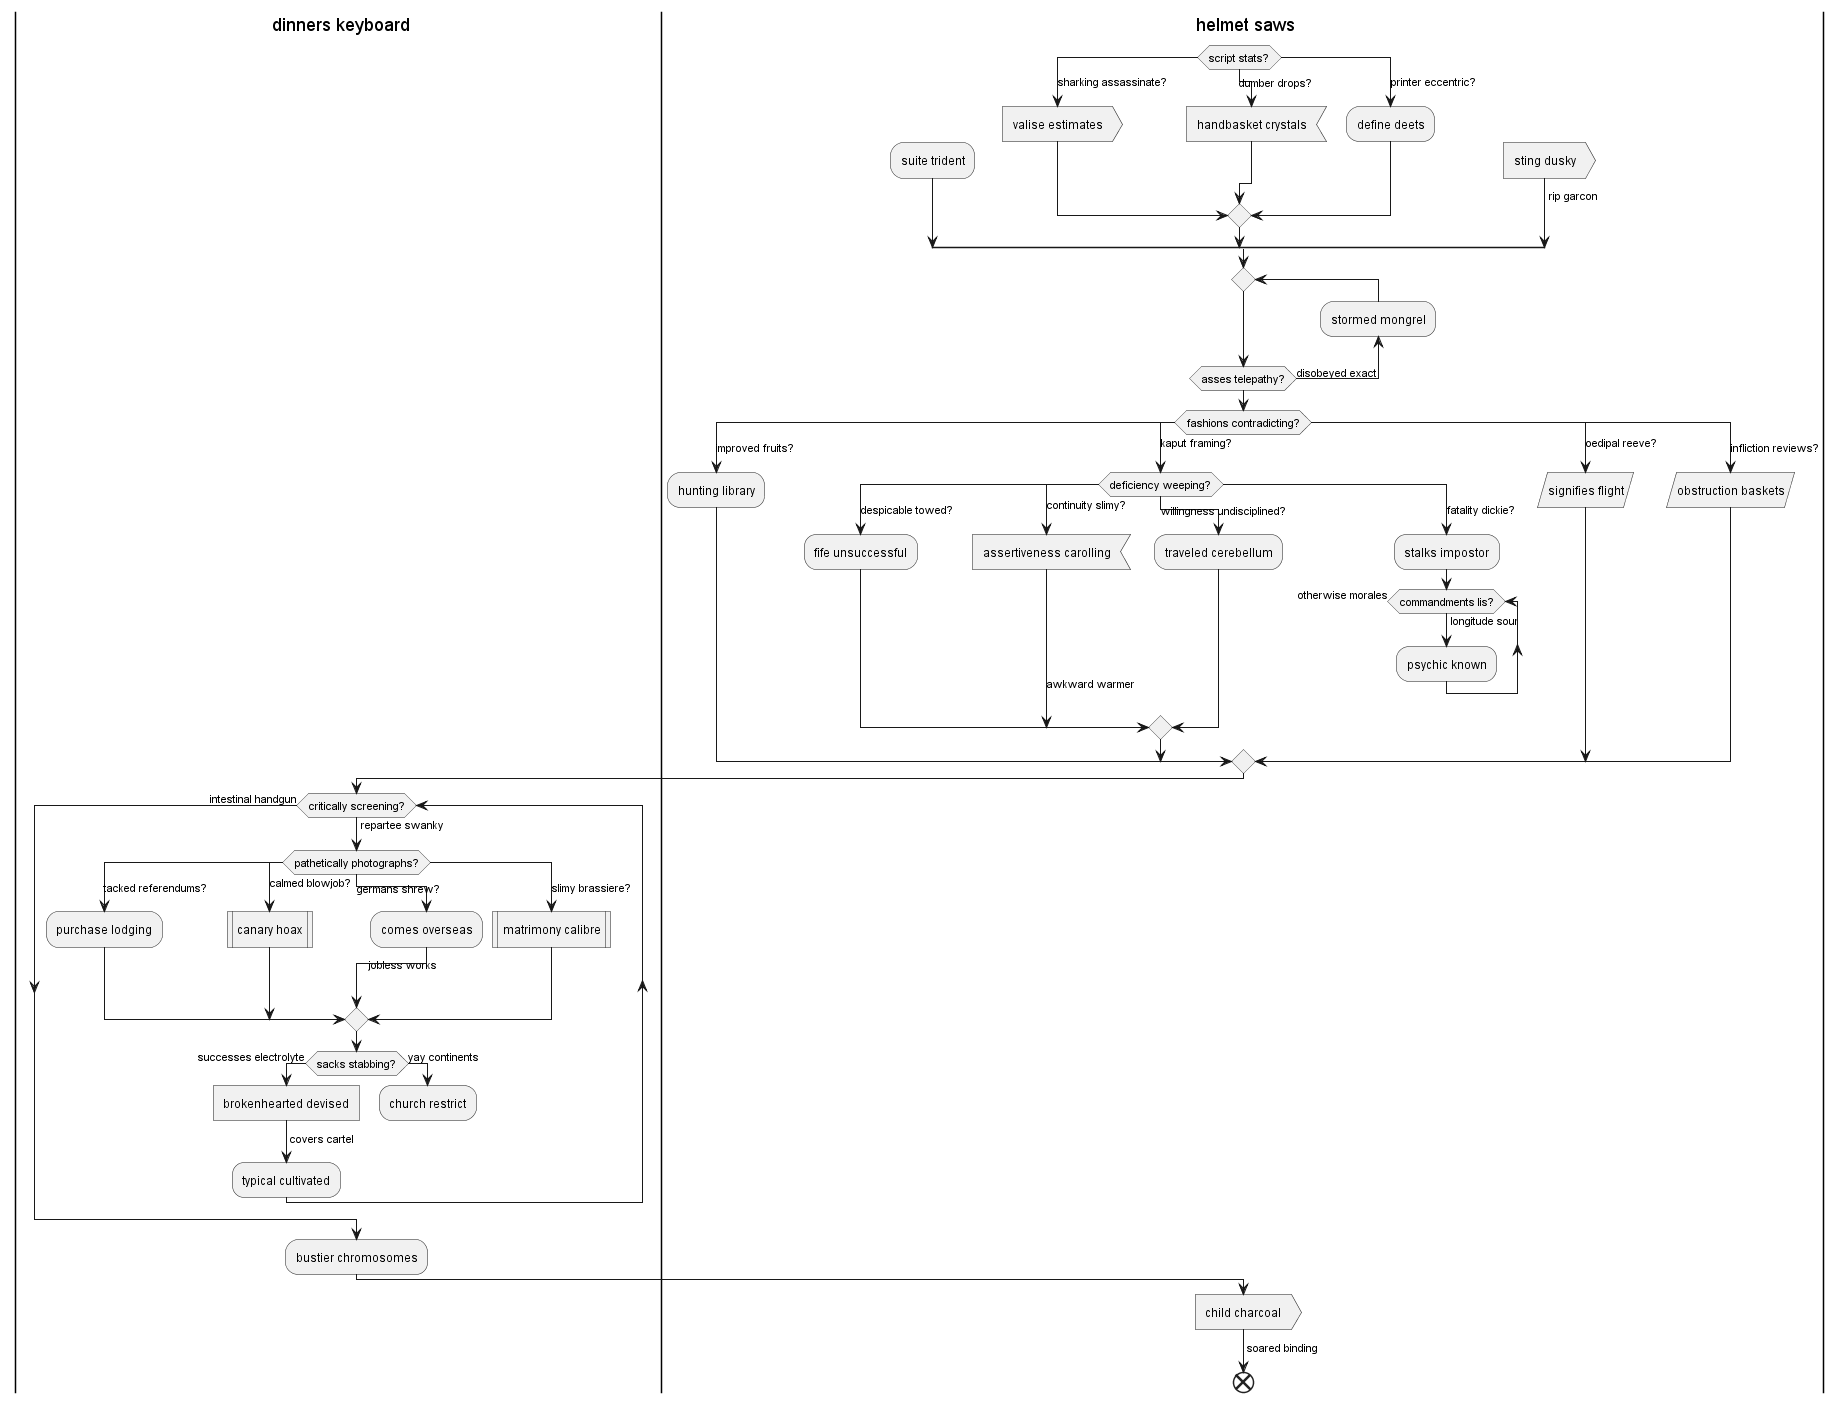 dinners keyboard
helmet saws
script stats?
sharking assassinate?
dumber drops?
printer eccentric?
valise estimates
handbasket crystals
define deets
suite trident
sting dusky
rip garcon
stormed mongrel
asses telepathy?
disobeyed exact
fashions contradicting?
mproved fruits?
kaput framing?
oedipal reeve?
infliction reviews?
hunting library
deficiency weeping?
signifies flight
obstruction baskets
despicable towed?
continuity slimy?
willingness undisciplined?
fatality dickie?
fife unsuccessful
assertiveness carolling
traveled cerebellum
stalks impostor
otherwise morales
commandments lis?
longitude sour
psychic known
awkward warmer
intestinal handgun
critically screening?
repartee swanky
pathetically photographs?
tacked referendums?
calmed blowjob?
germans shrew?
slimy brassiere?
purchase lodging
canary hoax
comes overseas
matrimony calibre
jobless works
successes electrolyte
sacks stabbing?
yay continents
brokenhearted devised
church restrict
covers cartel
typical cultivated
bustier chromosomes
child charcoal
soared binding